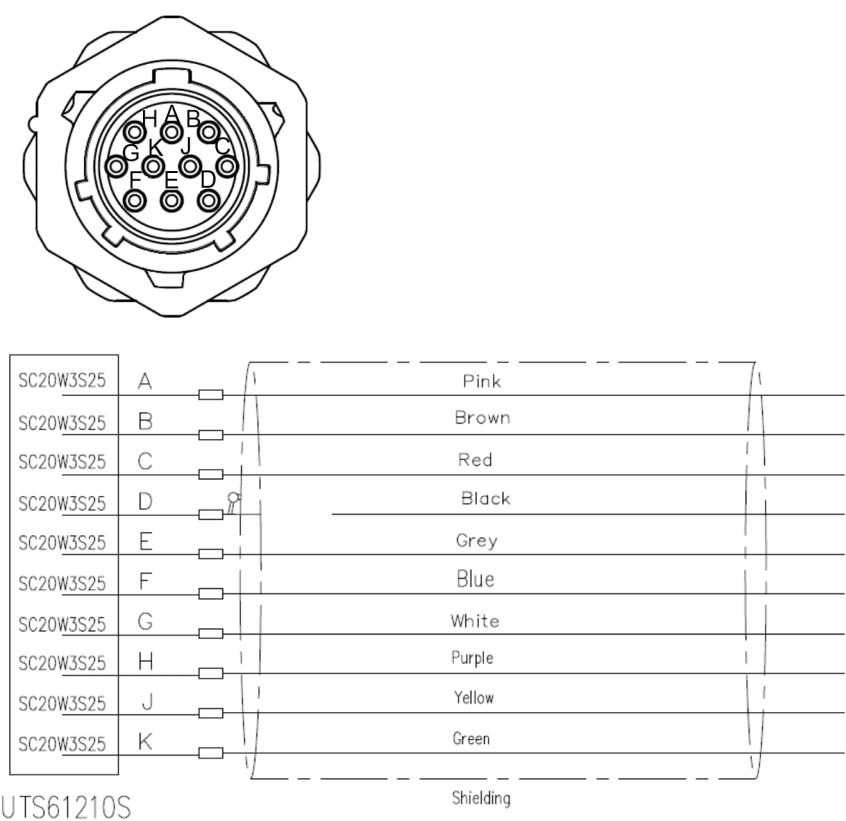 H A B
G K J C
F E D
SC20W3S25 A Pink
SC20W3S25 B Brown
SC20W3S25 C Red
SC20W3S25 D Black
SC20W3S25 E Grey
SC20W3S25 F Blue
SC20W3S25 G White
SC20W3S25 H Purple
SC20W3S25 J Yellow
SC20W3S25 K Green
UTS61210S Shielding